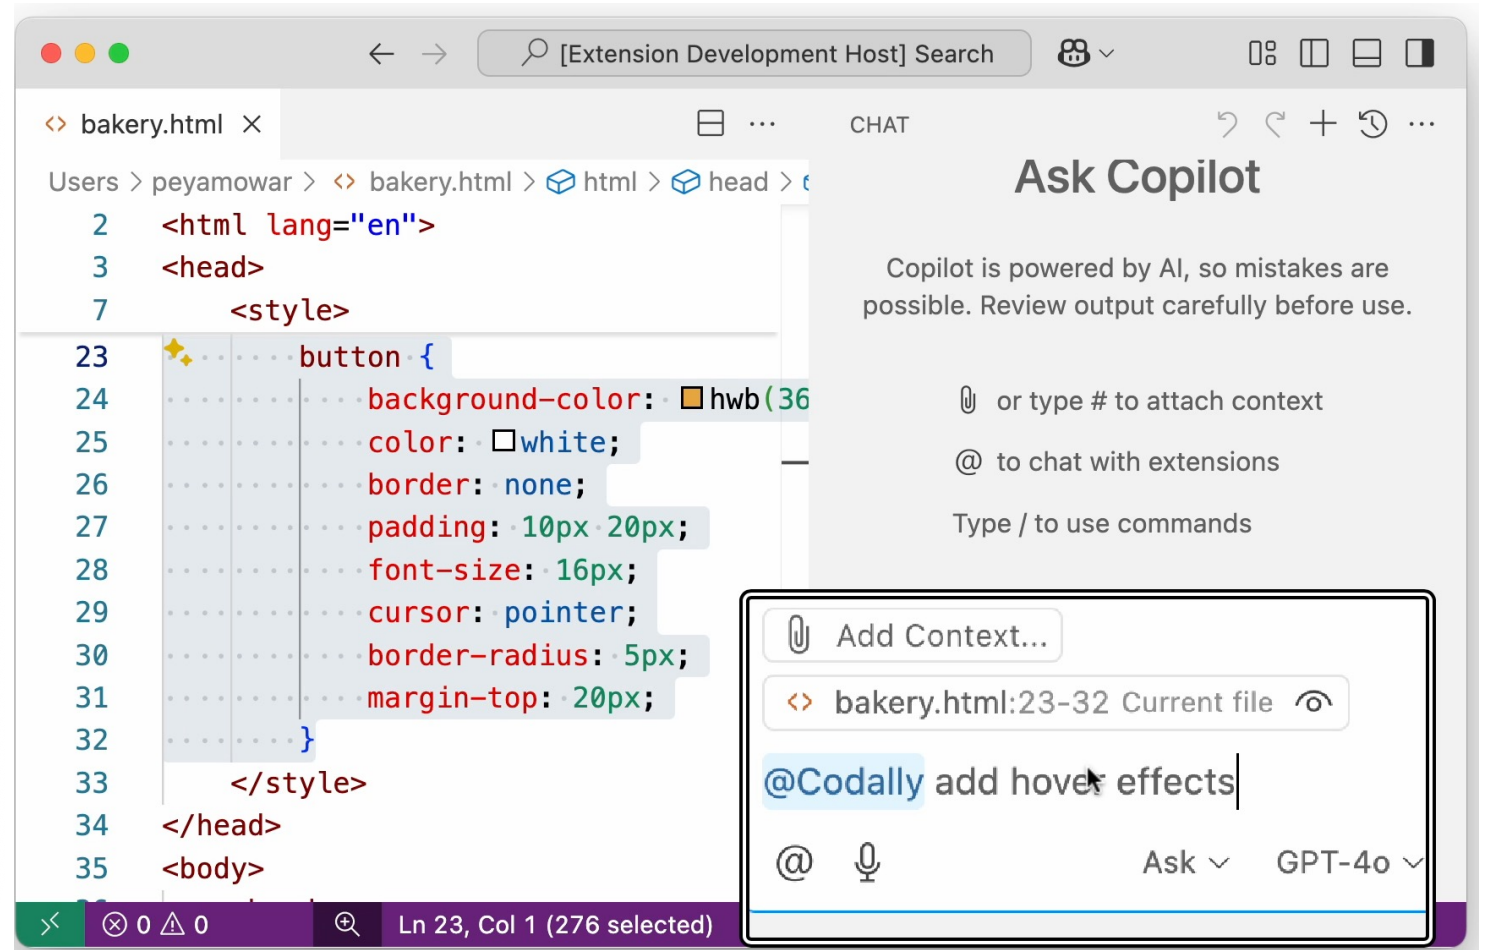 [Extension Development Host] Search
bakery.html
CHAT
Users > peyamowar > <> bakery.html > html > head >
Ask Copilot
Copilot is powered by AI, so mistakes are
possible. Review output carefully before use.
or type # to attach context
@ to chat with extensions
Type / to use commands
2 <html lang="en">
3 <head>
7 <style>
23 button {
24 background-color: hwb(36
25 color: white;
26 border: none;
27 padding: 10px 20px;
28 font-size: 16px;
29 cursor: pointer;
30 border-radius: 5px;
31 margin-top: 20px;
32 }
33 </style>
34 </head>
35 <body>
Add Context...
<> bakery.html:23-32 Current file
@Codally add hover effects
@ Ask GPT-4o
0 0 Ln 23, Col 1 (276 selected)